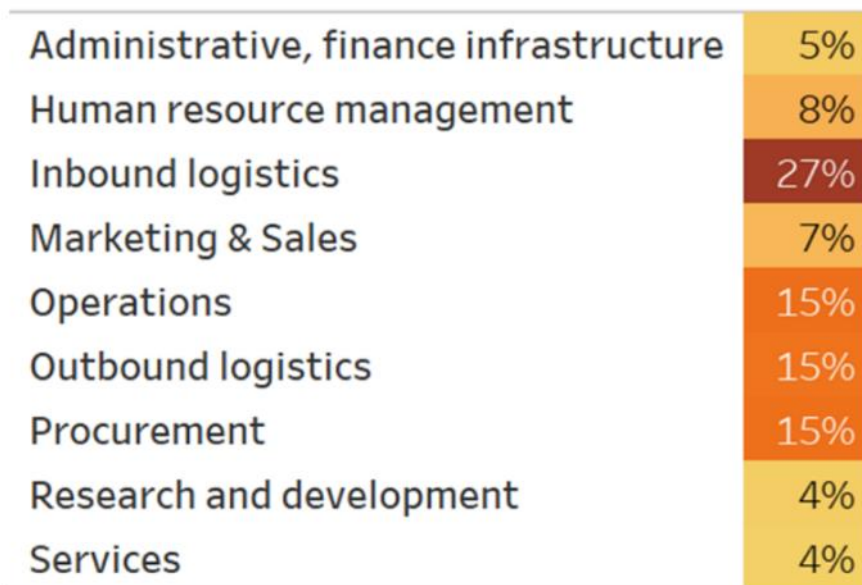 Administrative, finance infrastructure 5%
Human resource management 8%
Inbound logistics 27%
Marketing & Sales 7%
Operations 15%
Outbound logistics 15%
Procurement 15%
Research and development 4%
Services 4%